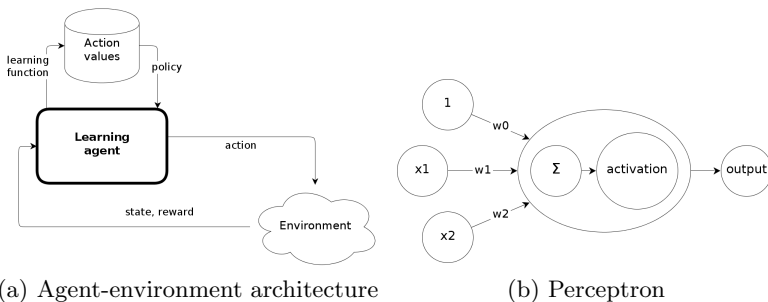 Action
values
learning
function
policy
Learning
agent
action
state, reward
Environment
(a) Agent-environment architecture
1
w0
x1
w1
Σ
activation
output
w2
x2
(b) Perceptron